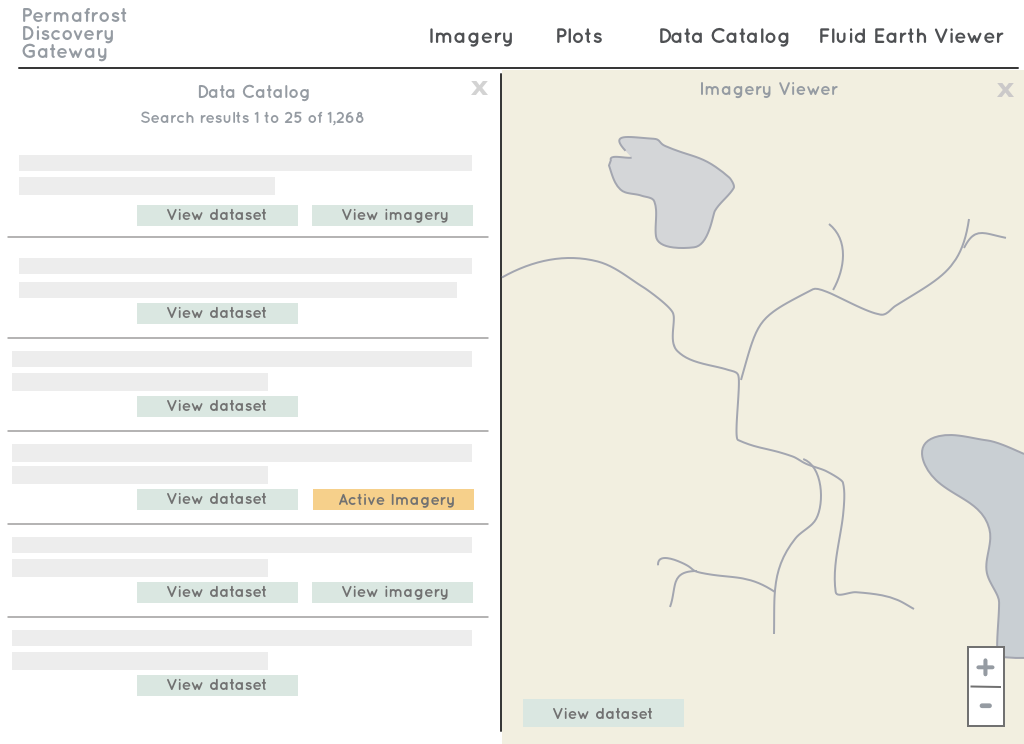 Permafrost
Discovery
Gateway
Imagery Plots Data Catalog Fluid Earth Viewer
Data Catalog x
Search results 1 to 25 of 1,268
View dataset View imagery
View dataset
View dataset
View dataset Active Imagery
View dataset View imagery
View dataset
Imagery Viewer x
+
-
View dataset